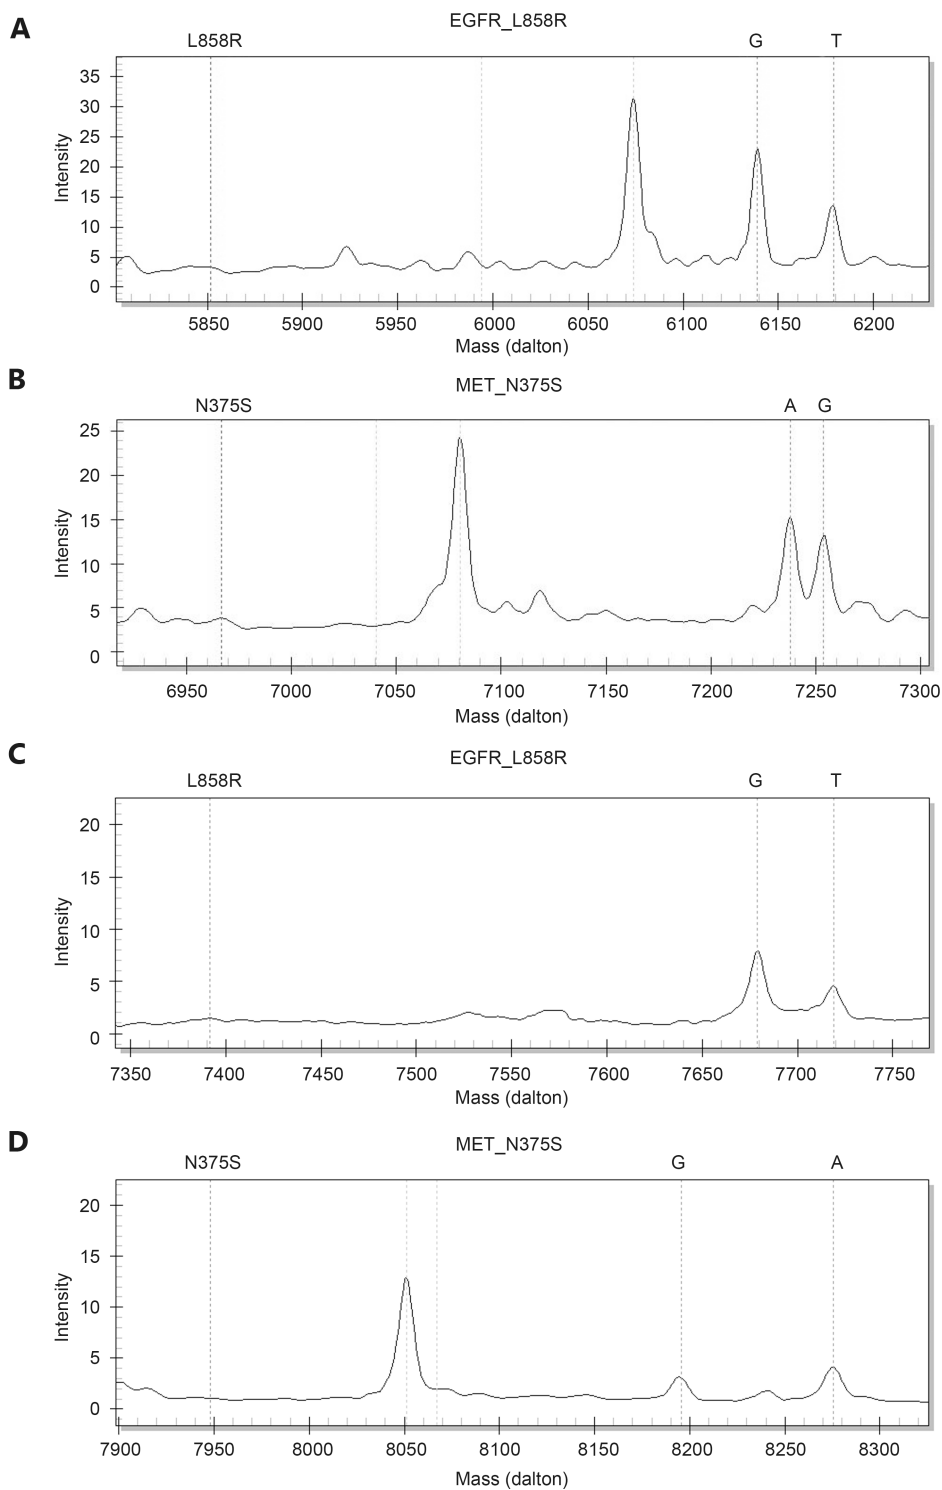 A
EGFR_L858R
L858R G T
35
30
25
20
15
10
5
0
Intensity
5850 5900 5950 6000 6050 6100 6150 6200
Mass (dalton)
B
MET_N375S
N375S A G
25
20
15
10
5
0
Intensity
6950 7000 7050 7100 7150 7200 7250 7300
Mass (dalton)
C
EGFR_L858R
L858R G T
20
15
10
5
0
Intensity
7350 7400 7450 7500 7550 7600 7650 7700 7750
Mass (dalton)
D
MET_N375S
N375S G A
20
15
10
5
0
Intensity
7900 7950 8000 8050 8100 8150 8200 8250 8300
Mass (dalton)